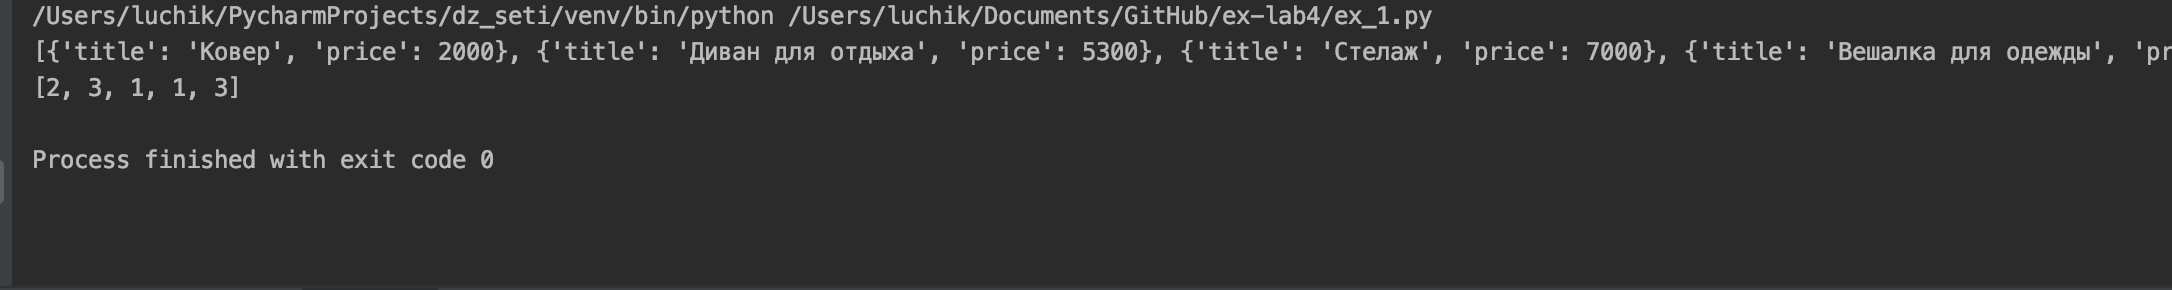 /Users/luchik/PycharmProjects/dz_seti/venv/bin/python /Users/luchik/Documents/GitHub/ex-lab4/ex_1.py
[{'title': 'Ковер', 'price': 2000}, {'title': 'Диван для отдыха', 'price': 5300}, {'title': 'Стелаж', 'price': 7000}, {'title': 'Вешалка для одежды', 'pr
[2, 3, 1, 1, 3]
Process finished with exit code 0